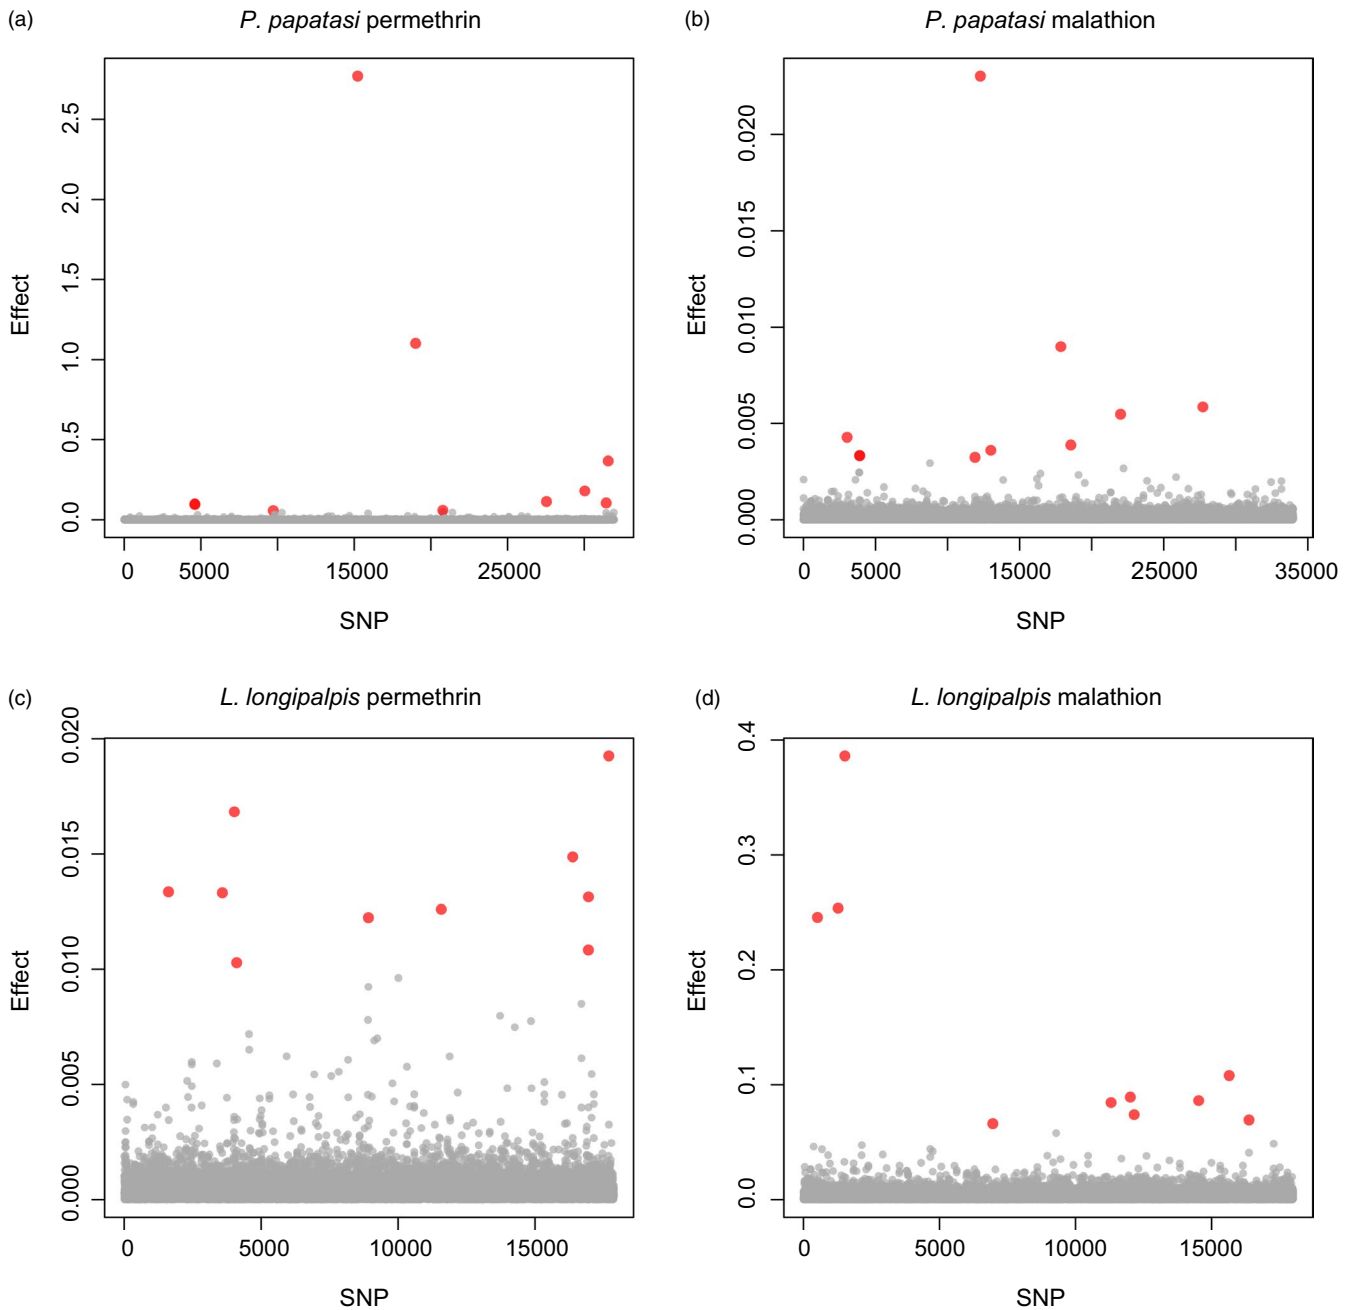 (a)
P. papatasi permethrin
Effect
2.5
2.0
1.5
1.0
0.5
0.0
0 5000 15000 25000
SNP
(b)
P. papatasi malathion
Effect
0.020
0.015
0.010
0.005
0.000
0 5000 15000 25000 35000
SNP
(c)
L. longipalpis permethrin
Effect
0.020
0.015
0.010
0.005
0.000
0 5000 10000 15000
SNP
(d)
L. longipalpis malathion
Effect
0.4
0.3
0.2
0.1
0.0
0 5000 10000 15000
SNP